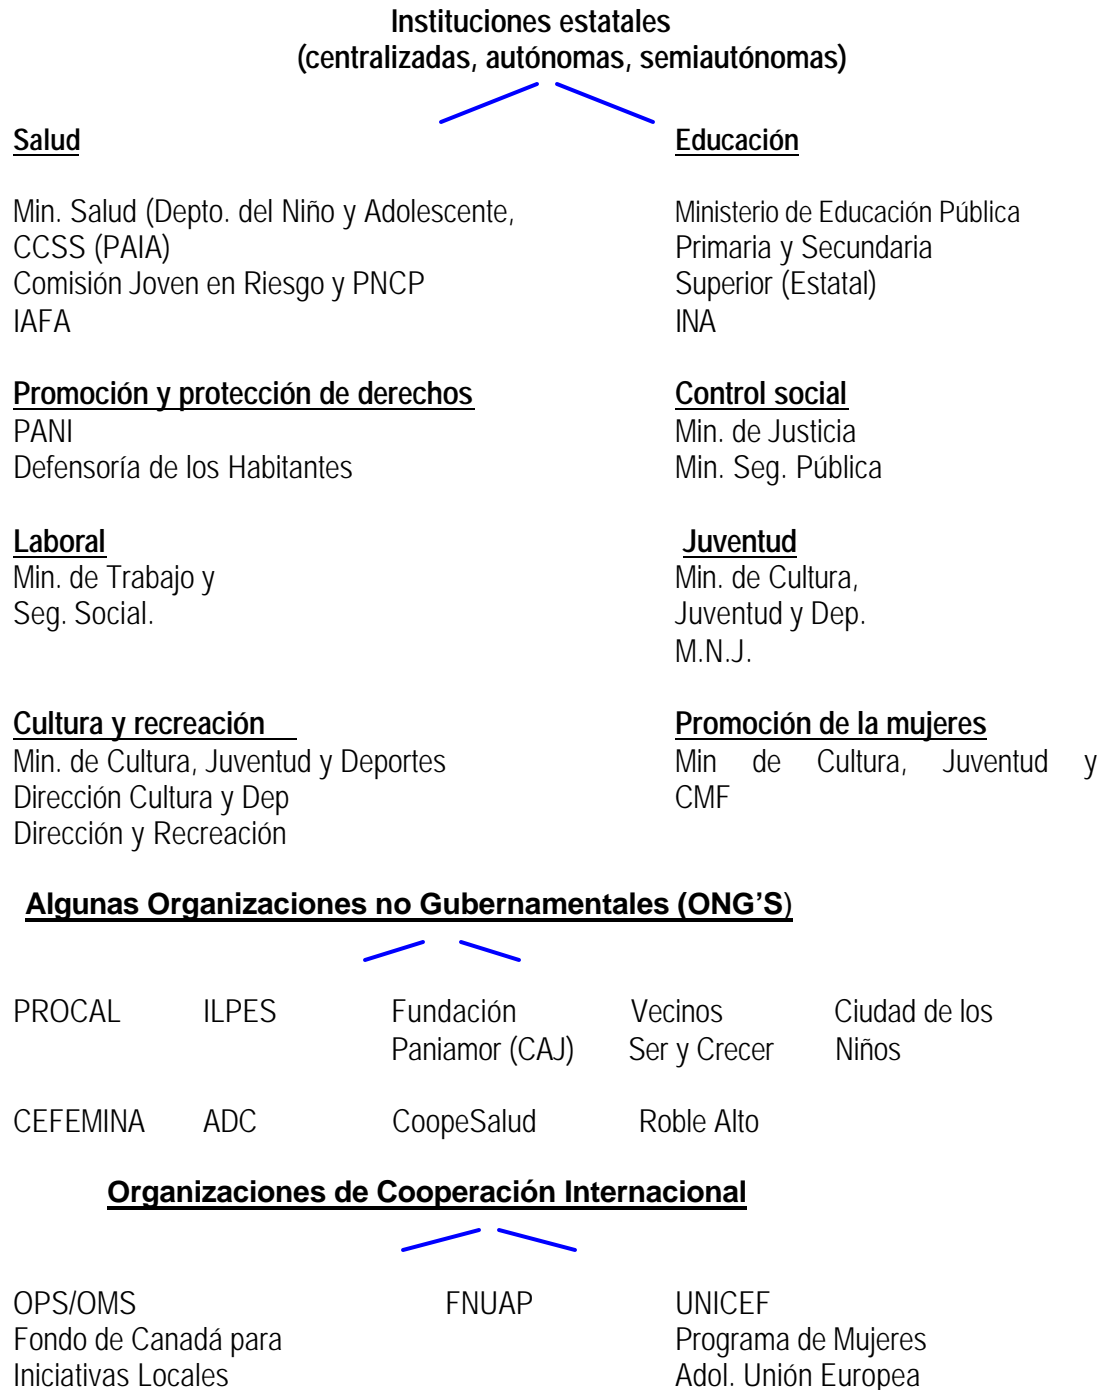 Instituciones estatales
(centralizadas, autónomas, semiautónomas)
Salud
Educación
Min. Salud (Depto. del Niño y Adolescente,
CCSS (PAIA)
Comisión Joven en Riesgo y PNCP
IAFA
Ministerio de Educación Pública
Primaria y Secundaria
Superior (Estatal)
INA
Promoción y protección de derechos
PANI
Defensoría de los Habitantes
Control social
Min. de Justicia
Min. Seg. Pública
Laboral
Min. de Trabajo y
Seg. Social.
Juventud
Min. de Cultura,
Juventud y Dep.
M.N.J.
Cultura y recreación
Min. de Cultura, Juventud y Deportes
Dirección Cultura y Dep
Dirección y Recreación
Promoción de la mujeres
Min de Cultura, Juventud y
CMF
Algunas Organizaciones no Gubernamentales (ONG'S)
PROCAL
ILPES
Fundación
Paniamor (CAJ)
Vecinos
Ser y Crecer
Ciudad de los
Niños
CEFEMINA
ADC
CoopeSalud
Roble Alto
Organizaciones de Cooperación Internacional
OPS/OMS
Fondo de Canadá para
Iniciativas Locales
FNUAP
UNICEF
Programa de Mujeres
Adol. Unión Europea